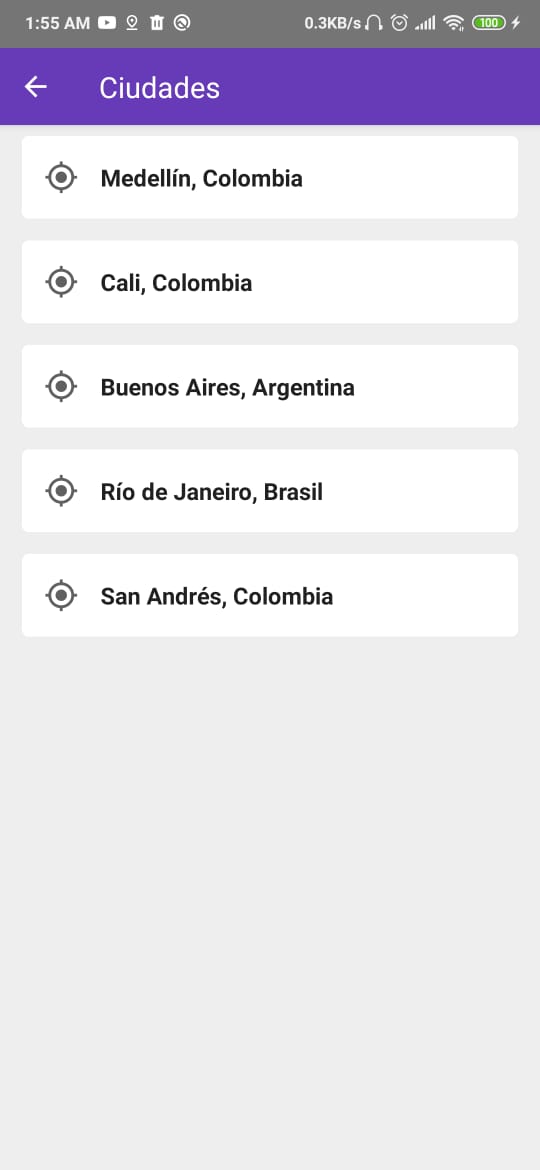 1:55 AM 0.3KB/s 100
Ciudades
Medellín, Colombia
Cali, Colombia
Buenos Aires, Argentina
Río de Janeiro, Brasil
San Andrés, Colombia